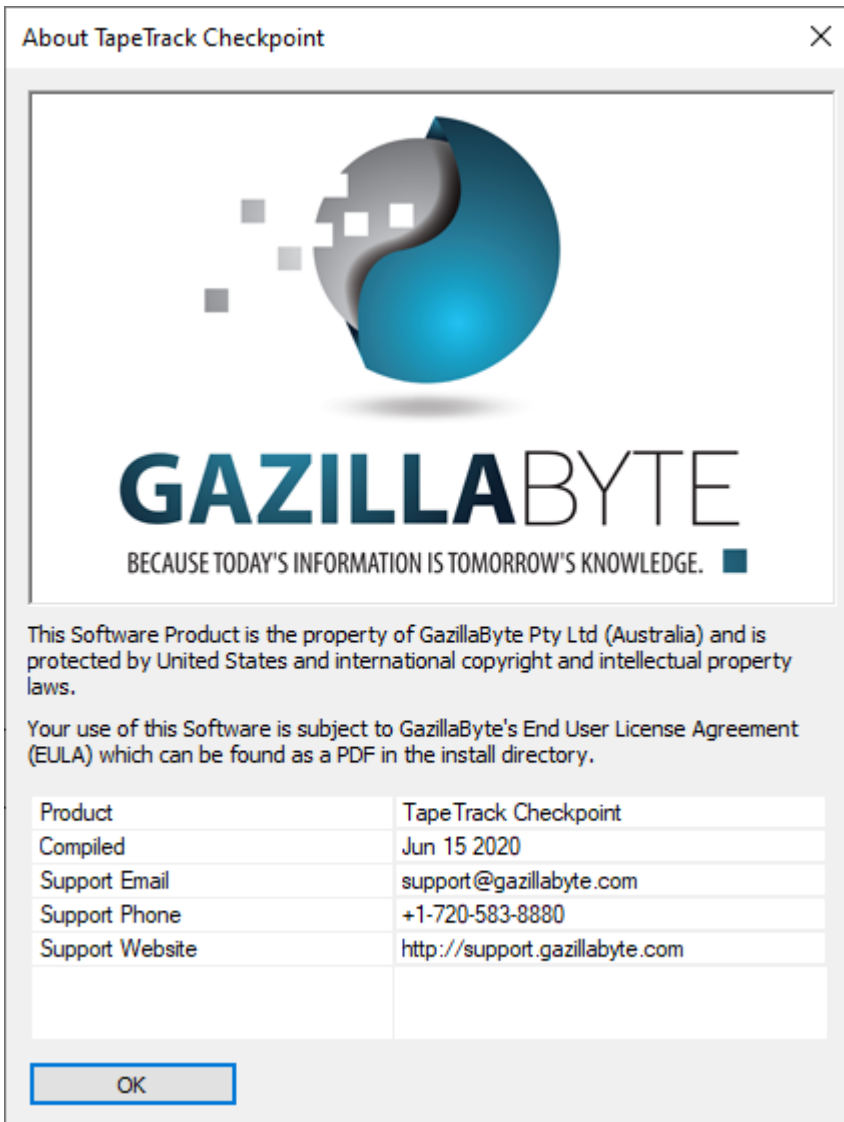 About TapeTrack Checkpoint
GAZILLABYTE
BECAUSE TODAY'S INFORMATION IS TOMORROW'S KNOWLEDGE.
This Software Product is the property of GazillaByte Pty Ltd (Australia) and is
protected by United States and international copyright and intellectual property
laws.
Your use of this Software is subject to GazillaByte's End User License Agreement
(EULA) which can be found as a PDF in the install directory.
Product TapeTrack Checkpoint
Compiled Jun 15 2020
Support Email support@gazillabyte.com
Support Phone +1-720-583-8880
Support Website http://support.gazillabyte.com
OK